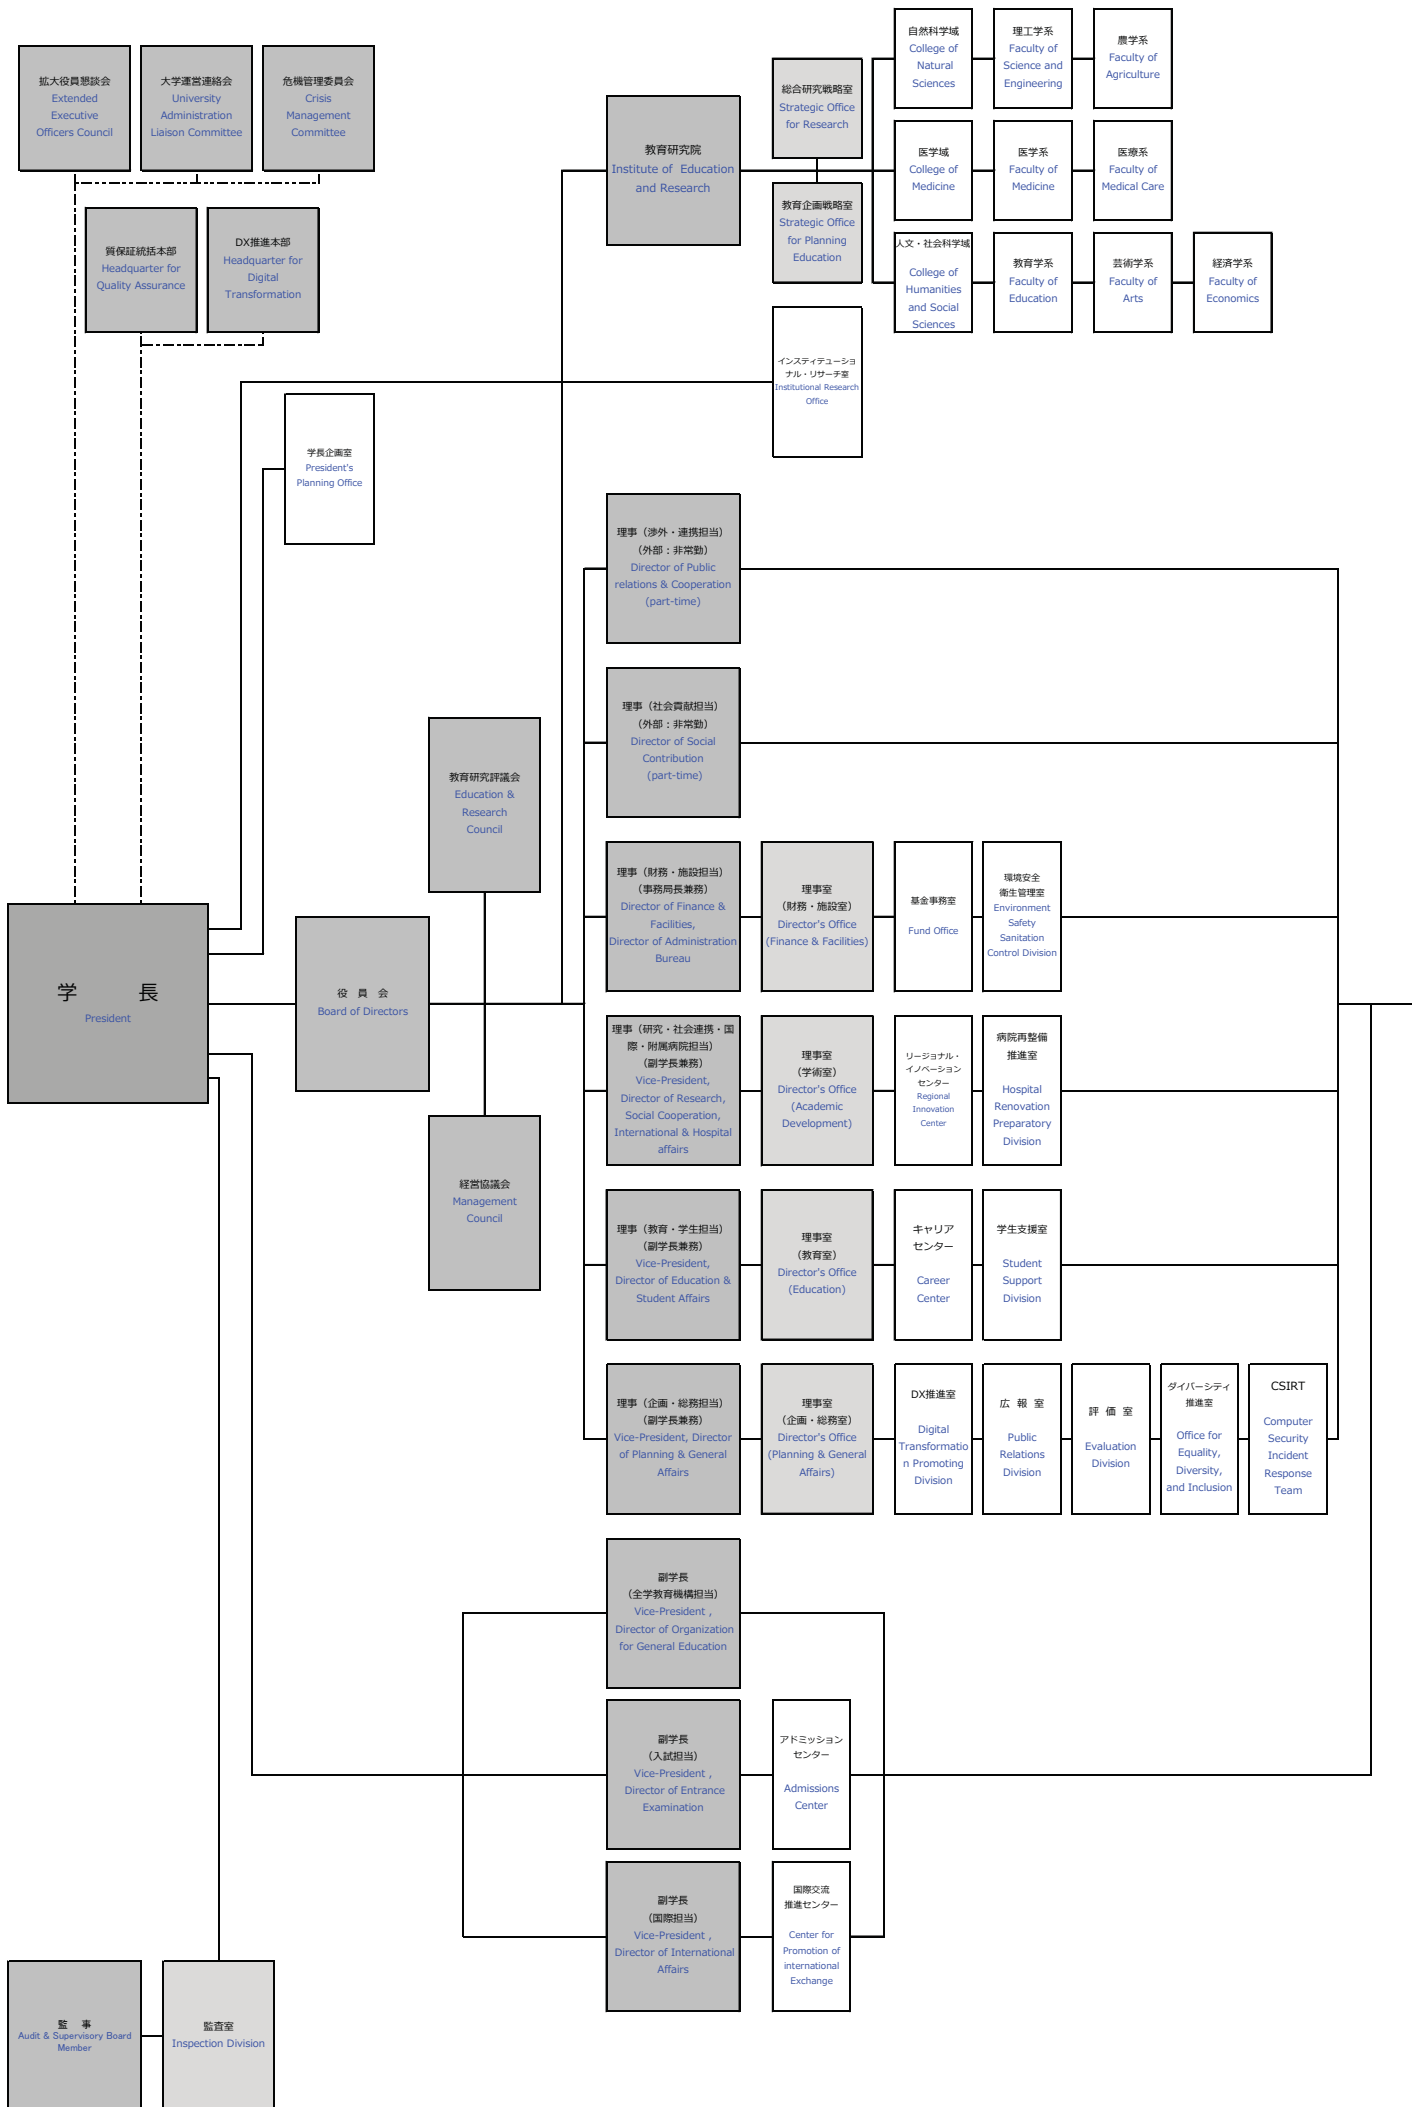 拡大役員懇談会
Extended
Executive
Officers Council
大学運営連絡会
University
Administration
Liaison Committee
危機管理委員会
Crisis
Management
Committee
質保証統括本部
Headquarter for
Quality Assurance
DX推進本部
Headquarter for
Digital
Transformation
教育研究院
Institute of Education
and Research
総合研究戦略室
Strategic Office
for Research
教育企画戦略室
Strategic Office
for Planning
Education
自然科学域
College of
Natural
Sciences
理工学系
Faculty of
Science and
Engineering
農学系
Faculty of
Agriculture
医学域
College of
Medicine
医学系
Faculty of
Medicine
医療系
Faculty of
Medical Care
人文・社会科学域
College of
Humanities
and Social
Sciences
教育学系
Faculty of
Education
芸術学系
Faculty of
Arts
経済学系
Faculty of
Economics
インスティテューショ
ナル・リサーチ室
Institutional Research
Office
学長企画室
President's
Planning Office
理事（渉外・連携担当）
（外部：非常勤）
Director of Public
relations & Cooperation
(part-time)
理事（社会貢献担当）
（外部：非常勤）
Director of Social
Contribution
(part-time)
教育研究評議会
Education &
Research
Council
学　長
President
役 員 会
Board of Directors
経営協議会
Management
Council
理事（財務・施設担当）
（事務局長兼務）
Director of Finance &
Facilities,
Director of Administration
Bureau
理事室
（財務・施設室）
Director's Office
(Finance & Facilities)
基金事務室
Fund Office
環境安全
衛生管理室
Environment
Safety
Sanitation
Control Division
理事（研究・社会連携・国
際・附属病院担当）
（副学長兼務）
Vice-President,
Director of Research,
Social Cooperation,
International & Hospital
affairs
理事室
（学術室）
Director's Office
(Academic
Development)
リージョナル・
イノベーション
センター
Regional
Innovation
Center
病院再整備
推進室
Hospital
Renovation
Preparatory
Division
理事（教育・学生担当）
（副学長兼務）
Vice-President,
Director of Education &
Student Affairs
理事室
（教育室）
Director's Office
(Education)
キャリア
センター
Career
Center
学生支援室
Student
Support
Division
理事（企画・総務担当）
（副学長兼務）
Vice-President, Director
of Planning & General
Affairs
理事室
（企画・総務室）
Director's Office
(Planning & General
Affairs)
DX推進室
Digital
Transformatio
n Promoting
Division
広 報 室
Public
Relations
Division
評 価 室
Evaluation
Division
ダイバーシティ
推進室
Office for
Equality,
Diversity,
and Inclusion
CSIRT
Computer
Security
Incident
Response
Team
副学長
（全学教育機構担当）
Vice-President ,
Director of Organization
for General Education
副学長
（入試担当）
Vice-President ,
Director of Entrance
Examination
アドミッション
センター
Admissions
Center
副学長
（国際担当）
Vice-President ,
Director of International
Affairs
国際交流
推進センター
Center for
Promotion of
international
Exchange
監 事
Audit & Supervisory Board
Member
監査室
Inspection Division